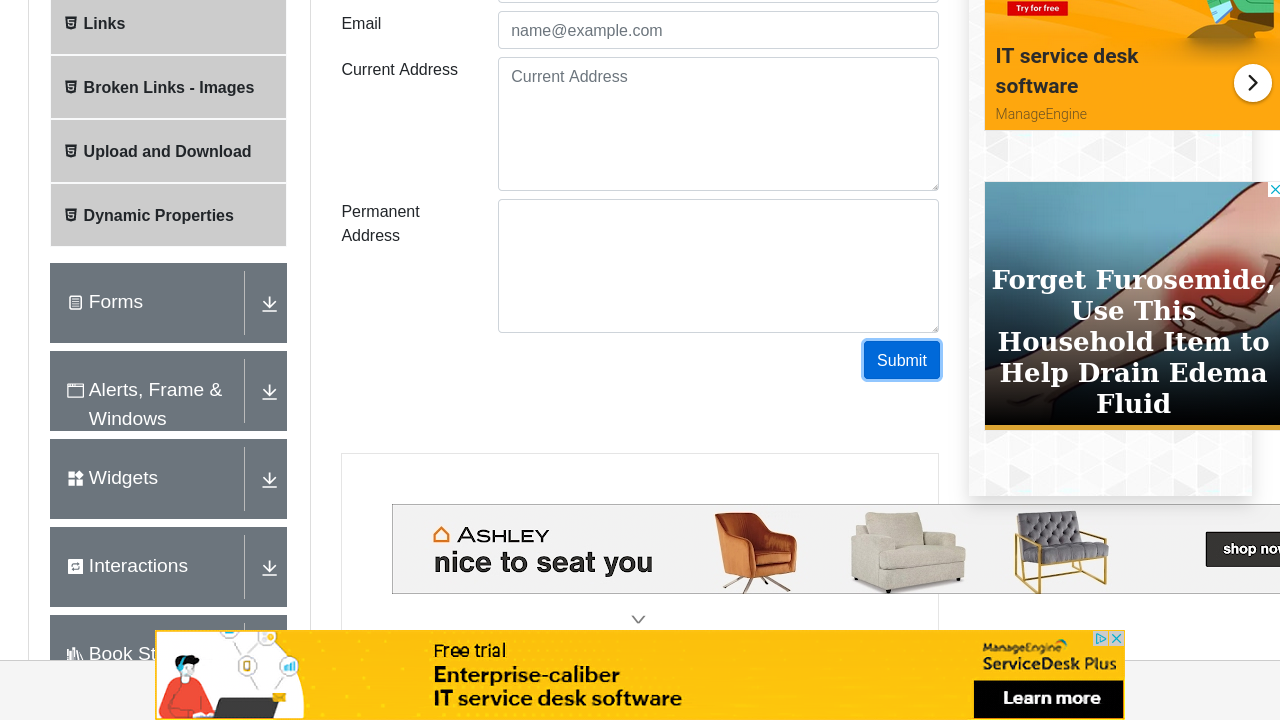 Links
Broken Links - Images
Upload and Download
Dynamic Properties
Forms
Alerts, Frame &
Windows
Widgets
Interactions
Book St
Email
name@example.com
Current Address
Current Address
Permanent
Address
Submit
Try for free
IT service desk
software
ManageEngine
Forget Furosemide,
Use This
Household Item to
Help Drain Edema
Fluid
ASHLEY
nice to seat you
shop now
Free trial
Enterprise-caliber
IT service desk software
ManageEngine
ServiceDesk Plus
Learn more